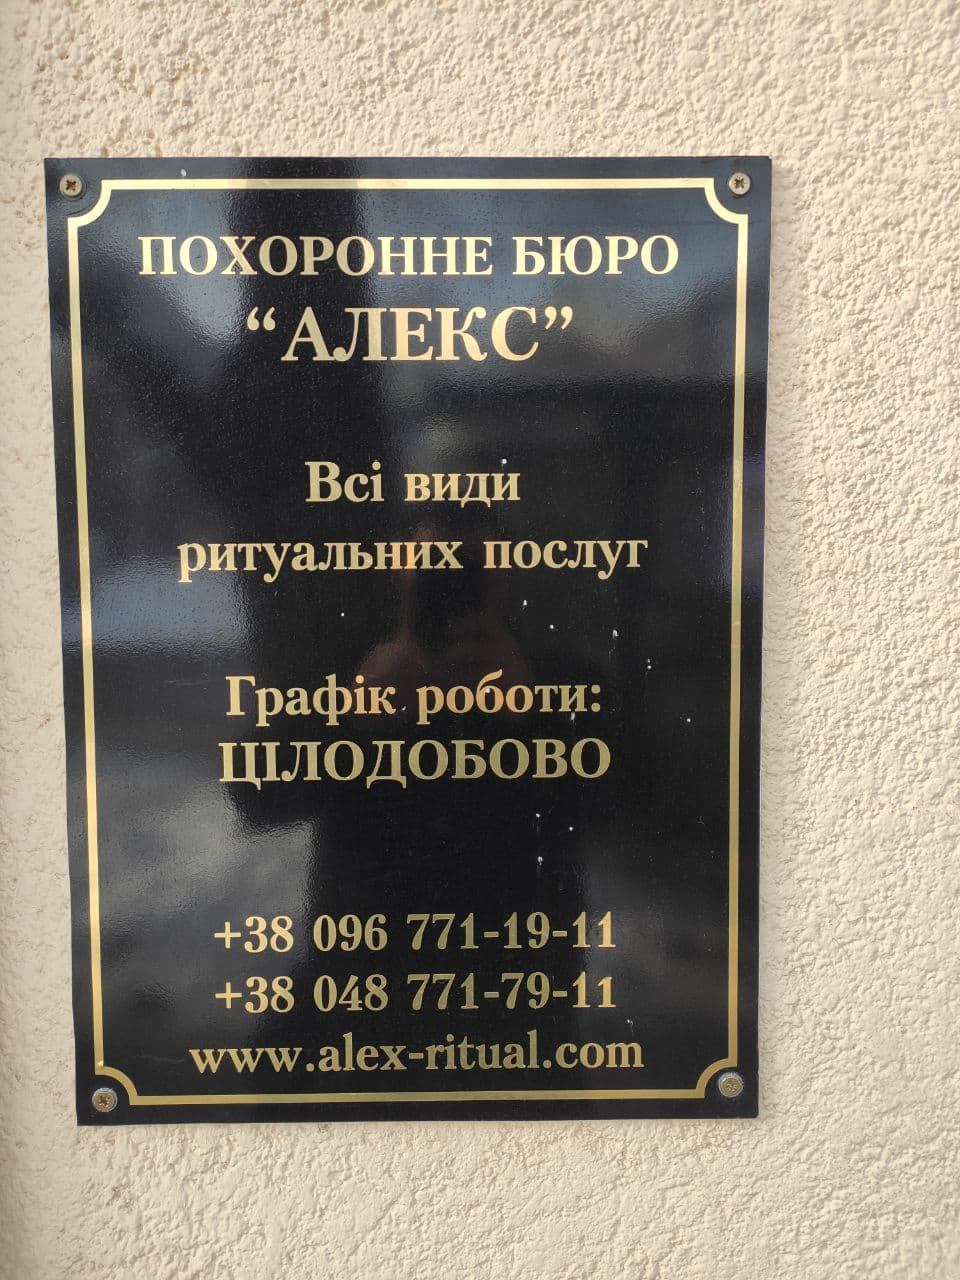 ПОХОРОННЕ БЮРО
“АЛЕКС”
Всі види
ритуальних послуг
Графік роботи:
ЦІЛОДОБОВО
+38 096 771-19-11
+38 048 771-79-11
www.alex-ritual.com